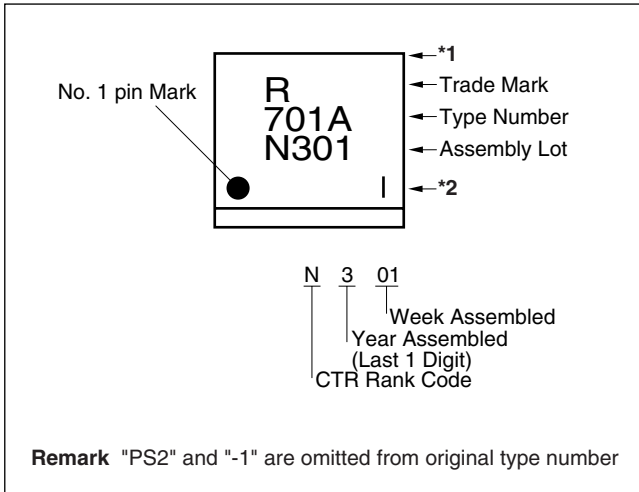 *1
No. 1 pin Mark
R
Trade Mark
701A
Type Number
N301
Assembly Lot
*2
N 3 01
Week Assembled
Year Assembled
(Last 1 Digit)
CTR Rank Code
Remark "PS2" and "-1" are omitted from original type number